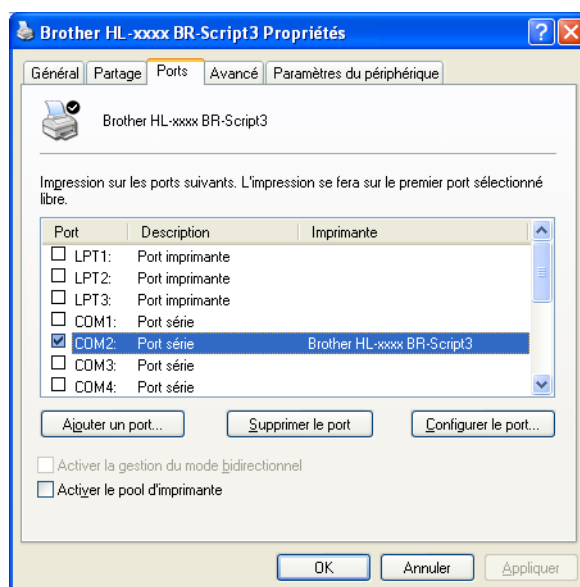 Brother HL-xxxx BR-Script3 Propriétés
Général Partage Ports Avancé Paramètres du périphérique
Brother HL-xxxx BR-Script3
Impression sur les ports suivants. L'impression se fera sur le premier port sélectionné
libre.
Port Description Imprimante
LPT1: Port imprimante
LPT2: Port imprimante
LPT3: Port imprimante
COM1: Port série
COM2: Port série Brother HL-xxxx BR-Script3
COM3: Port série
COM4: Port série
Ajouter un port... Supprimer le port Configurer le port...
Activer la gestion du mode bidirectionnel
Activer le pool d'imprimante
OK Annuler Appliquer